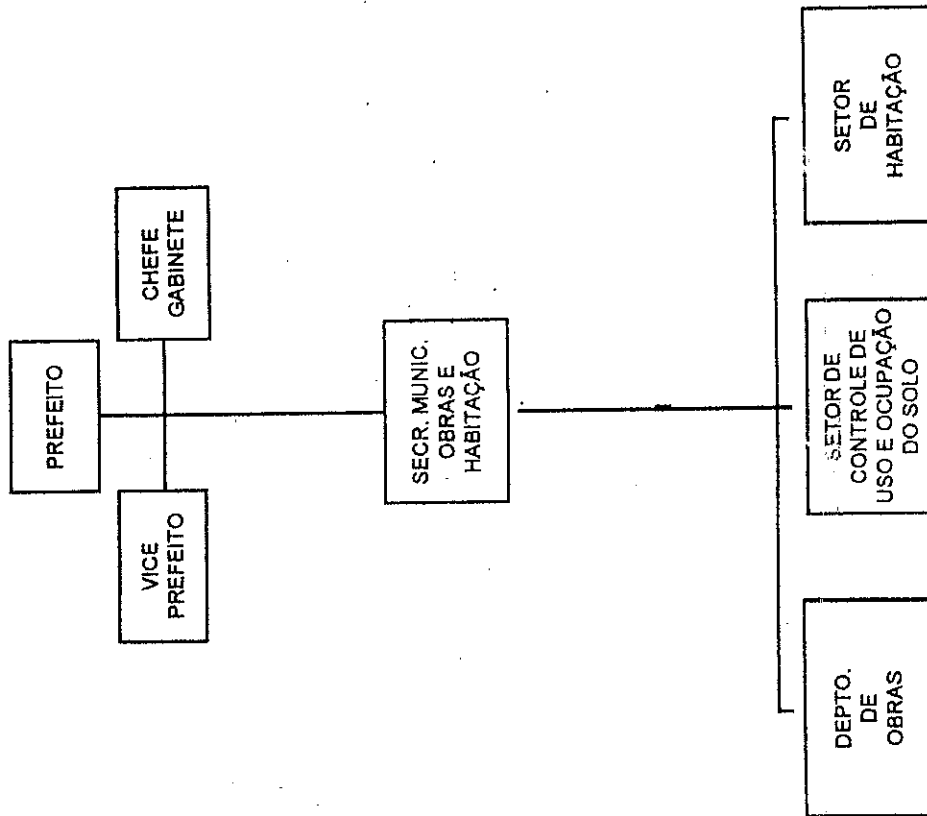 PREFEITO
VICE
PREFEITO
CHEFE
GABINETE
SECR. MUNIC.
OBRAS E
HABITAÇÃO
DEPTO.
DE
OBRAS
SETOR DE
CONTROLE DE
USO E OCUPAÇÃO
DO SOLO
SETOR
DE
HABITAÇÃO